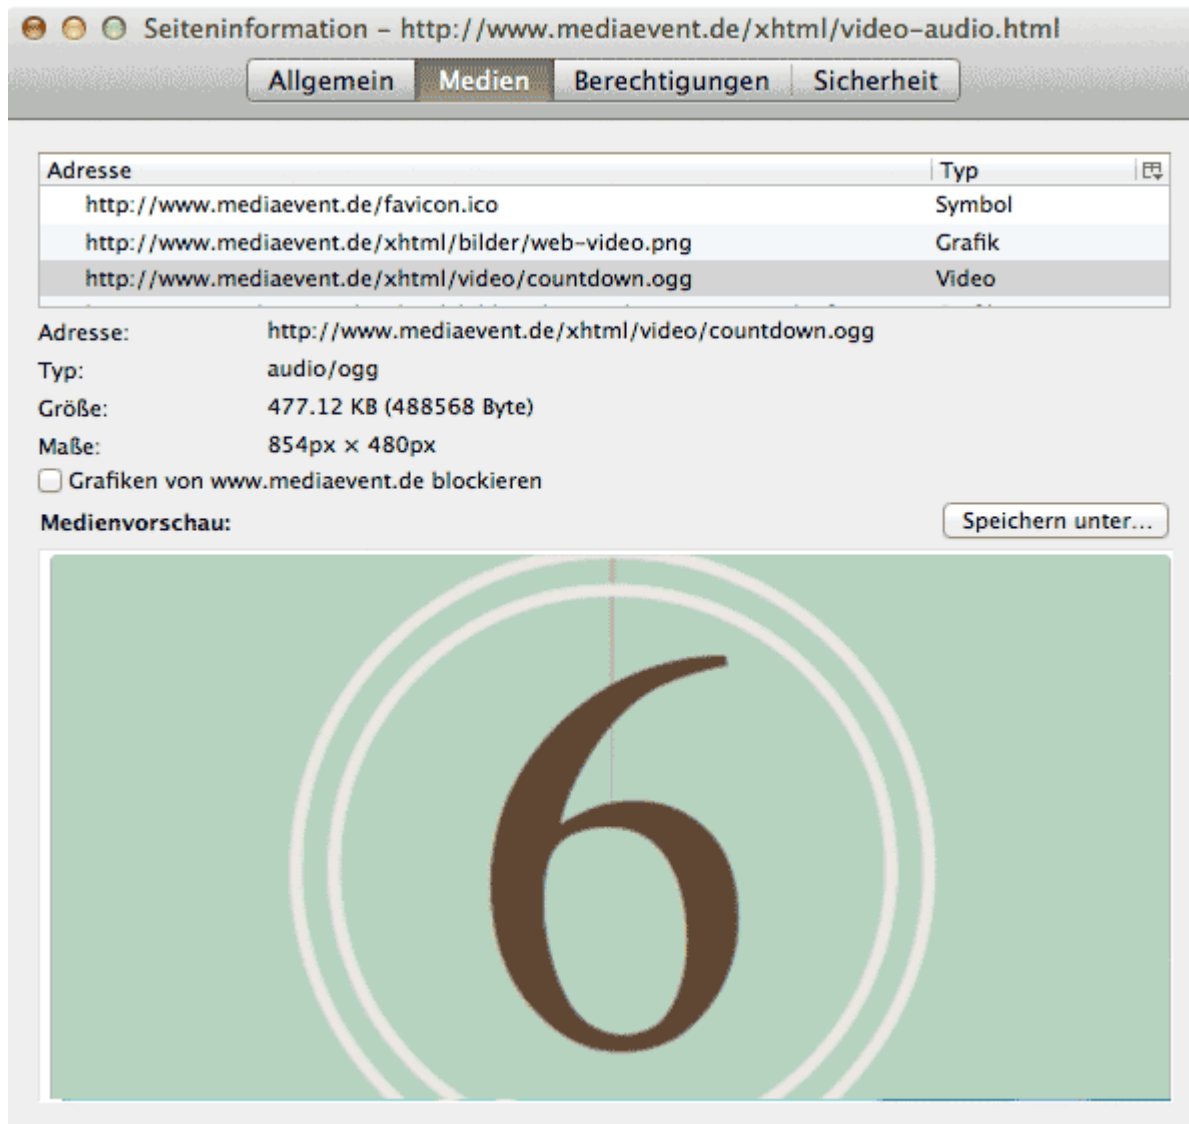 Seiteninformation – http://www.mediaevent.de/xhtml/video-audio.html
Allgemein Medien Berechtigungen Sicherheit
Adresse Typ
http://www.mediaevent.de/favicon.ico Symbol
http://www.mediaevent.de/xhtml/bilder/web-video.png Grafik
http://www.mediaevent.de/xhtml/video/countdown.ogg Video
Adresse: http://www.mediaevent.de/xhtml/video/countdown.ogg
Typ: audio/ogg
Größe: 477.12 KB (488568 Byte)
Maße: 854px × 480px
Grafiken von www.mediaevent.de blockieren
Medienvorschau: Speichern unter...
6